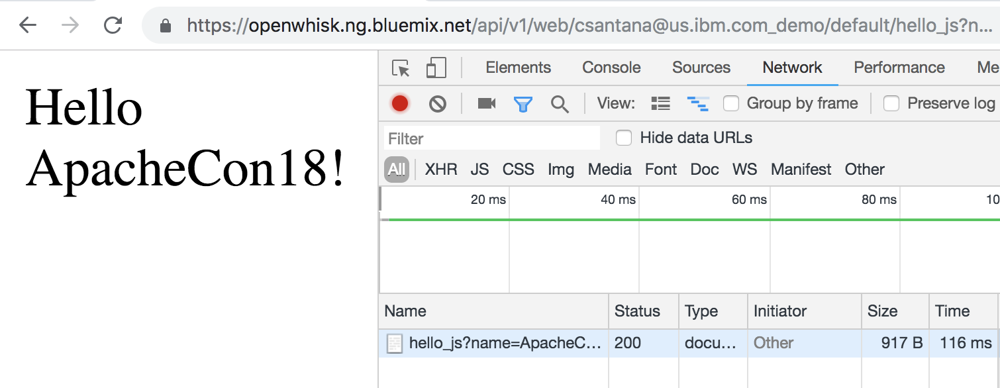 https://openwhisk.ng.bluemix.net/api/v1/web/csantana@us.ibm.com_demo/default/hello_js?n...
Hello
ApacheCon18!
Elements Console Sources Network Performance Me
View: Group by frame Preserve log
Filter Hide data URLs
All XHR JS CSS Img Media Font Doc WS Manifest Other
20 ms 40 ms 60 ms 80 ms 10
Name Status Type Initiator Size Time
hello_js?name=ApacheC... 200 docu... Other 917 B 116 ms